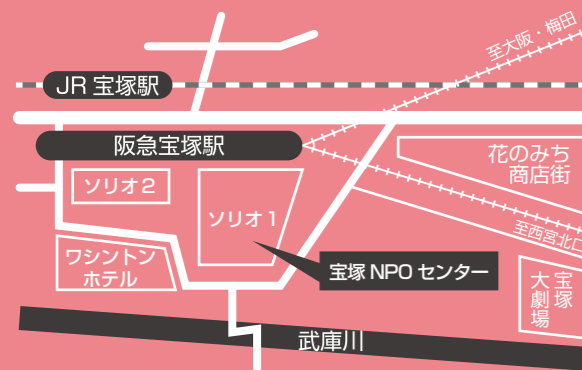 至大阪・梅田
JR 宝塚駅
阪急宝塚駅
花のみち
商店街
ソリオ2
ソリオ1
至西宮北口
ワシントン
ホテル
宝塚 NPO センター
宝塚
大劇場
武庫川